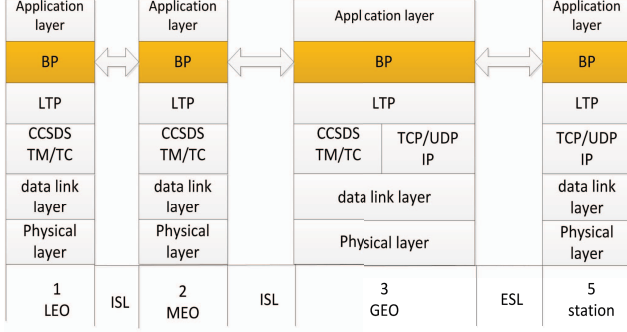 Application
layer
Application
layer
Application layer
Application
layer
BP
BP
BP
BP
LTP
LTP
LTP
LTP
CCSDS
TM/TC
CCSDS
TM/TC
CCSDS
TM/TC
TCP/UDP
IP
TCP/UDP
IP
data link
layer
data link
layer
data link layer
data link
layer
Physical
layer
Physical
layer
Physical layer
Physical
layer
1
LEO
ISL
2
MEO
ISL
3
GEO
ESL
5
station